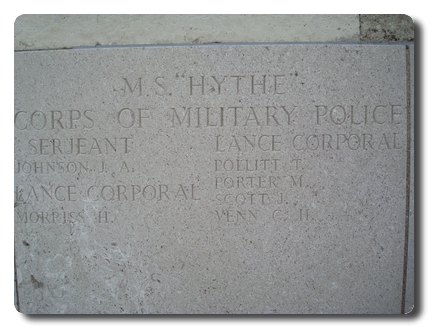 M.S. "HYTHE"
CORPS OF MILITARY POLICE
SERJEANT
JOHNSON, J. A.
LANCE CORPORAL
MORRISS H.
LANCE CORPORAL
POLLITT T.
PORTER M.
SCOTT J.
VENN C. H.